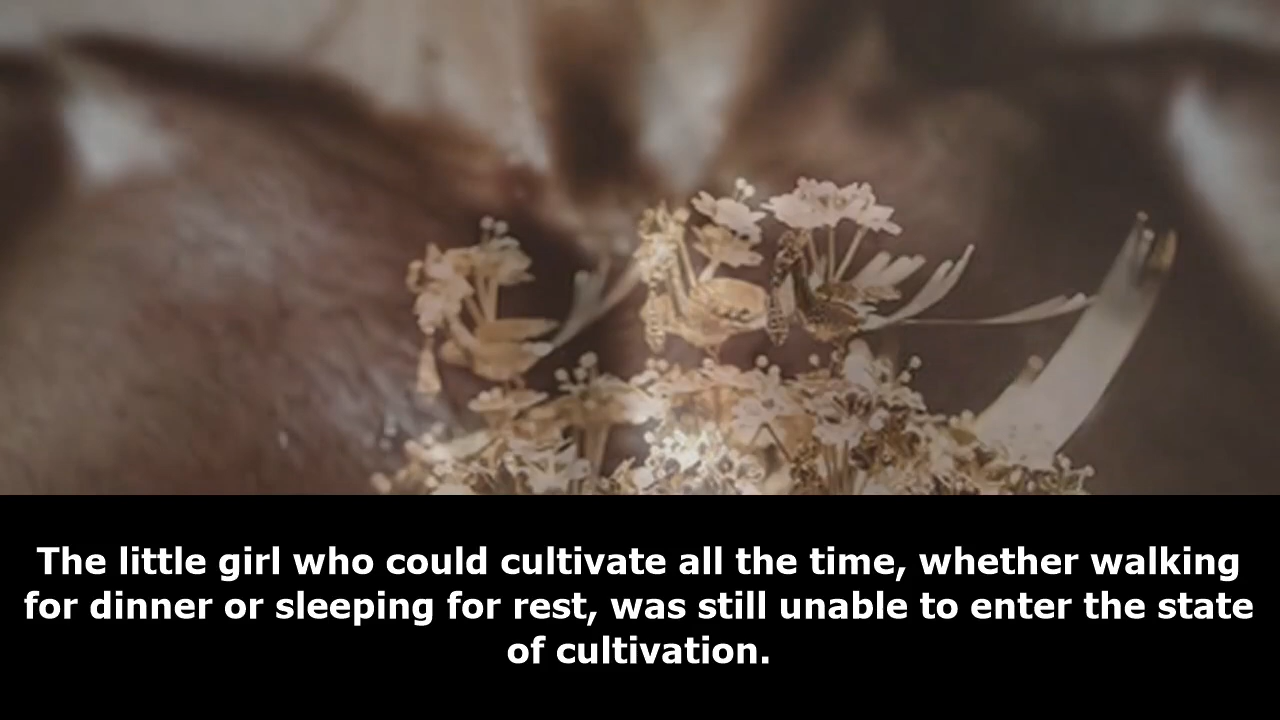 The little girl who could cultivate all the time, whether walking
for dinner or sleeping for rest, was still unable to enter the state
of cultivation.